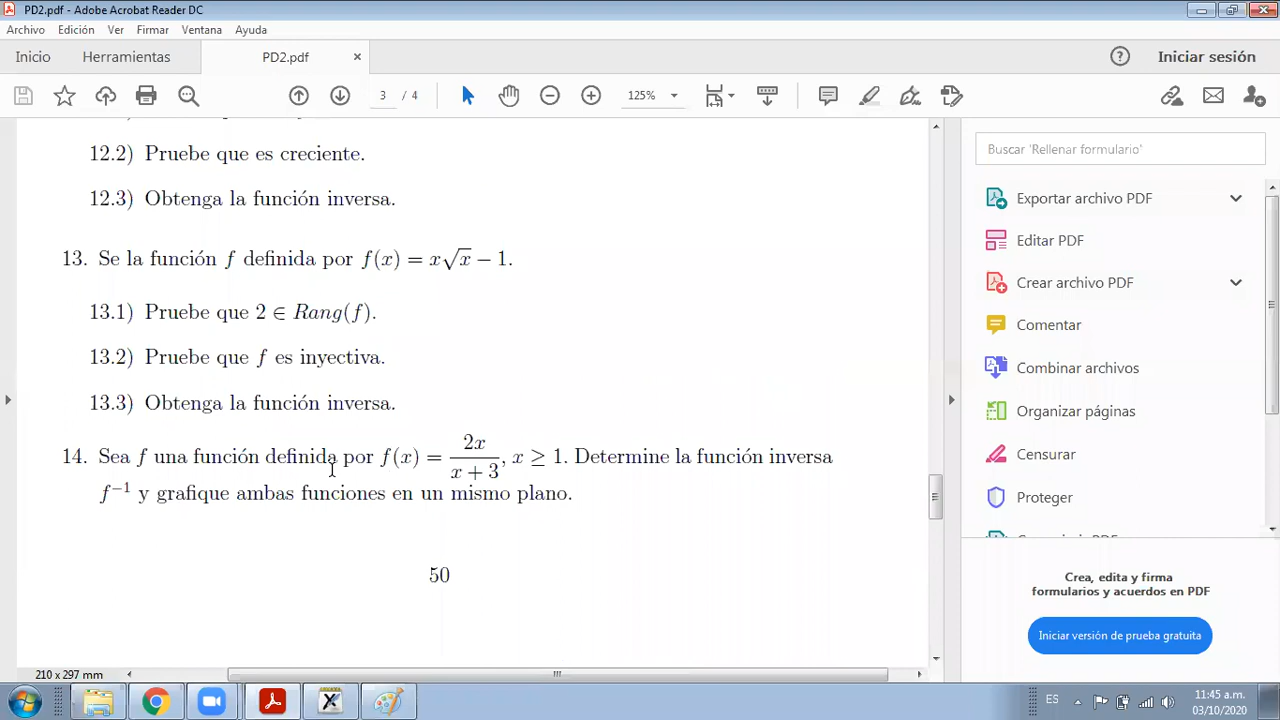 PD2.pdf - Adobe Acrobat Reader DC
Archivo Edición Ver Firmar Ventana Ayuda
Inicio Herramientas PD2.pdf × Iniciar sesión
3 / 4 125%
12.2) Pruebe que es creciente.
12.3) Obtenga la función inversa.
13. Se la función f definida por f(x) = x√x − 1.
13.1) Pruebe que 2 ∈ Rang(f).
13.2) Pruebe que f es inyectiva.
13.3) Obtenga la función inversa.
14. Sea f una función definida por f(x) = 2x/(x + 3), x ≥ 1. Determine la función inversa
f⁻¹ y grafique ambas funciones en un mismo plano.
50
210 x 297 mm
Buscar 'Rellenar formulario'
Exportar archivo PDF
Editar PDF
Crear archivo PDF
Comentar
Combinar archivos
Organizar páginas
Censurar
Proteger
Crea, edita y firma
formularios y acuerdos en PDF
Iniciar versión de prueba gratuita
ES 11:45 a.m.
03/10/2020